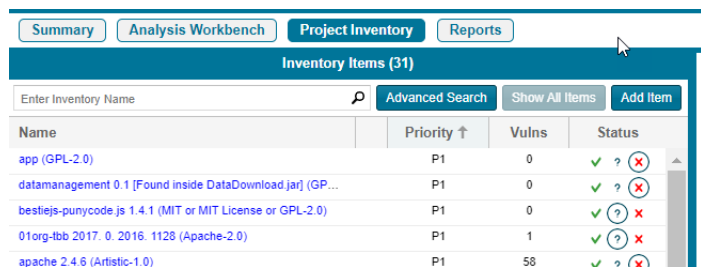 Summary Analysis Workbench Project Inventory Reports
Inventory Items (31)
Enter Inventory Name Advanced Search Show All Items Add Item
Name Priority ↑ Vulns Status
app (GPL-2.0) P1 0 ✓ ? ✗
datamanagement 0.1 [Found inside DataDownload.jar] (GP... P1 0 ✓ ? ✗
bestiejs-punycode.js 1.4.1 (MIT or MIT License or GPL-2.0) P1 0 ✓ ? ✗
01org-tbb 2017. 0. 2016. 1128 (Apache-2.0) P1 1 ✓ ? ✗
apache 2.4.6 (Artistic-1.0) P1 58 ✓ ? ✗